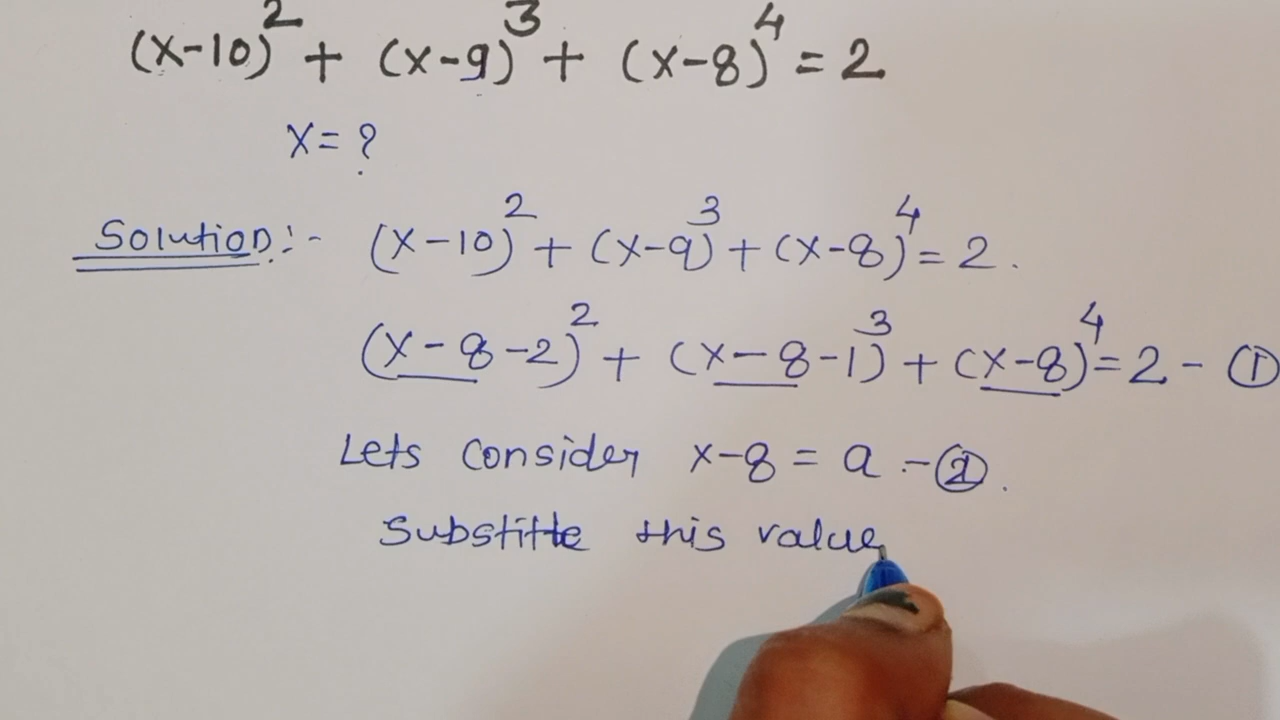 (x-10)² + (x-9)³ + (x-8)⁴ = 2
x = ?
Solution:- (x-10)² + (x-9)³ + (x-8)⁴ = 2.
(x-8-2)² + (x-8-1)³ + (x-8)⁴ = 2 - ①
Lets consider x-8 = a - ②.
Substitte this value